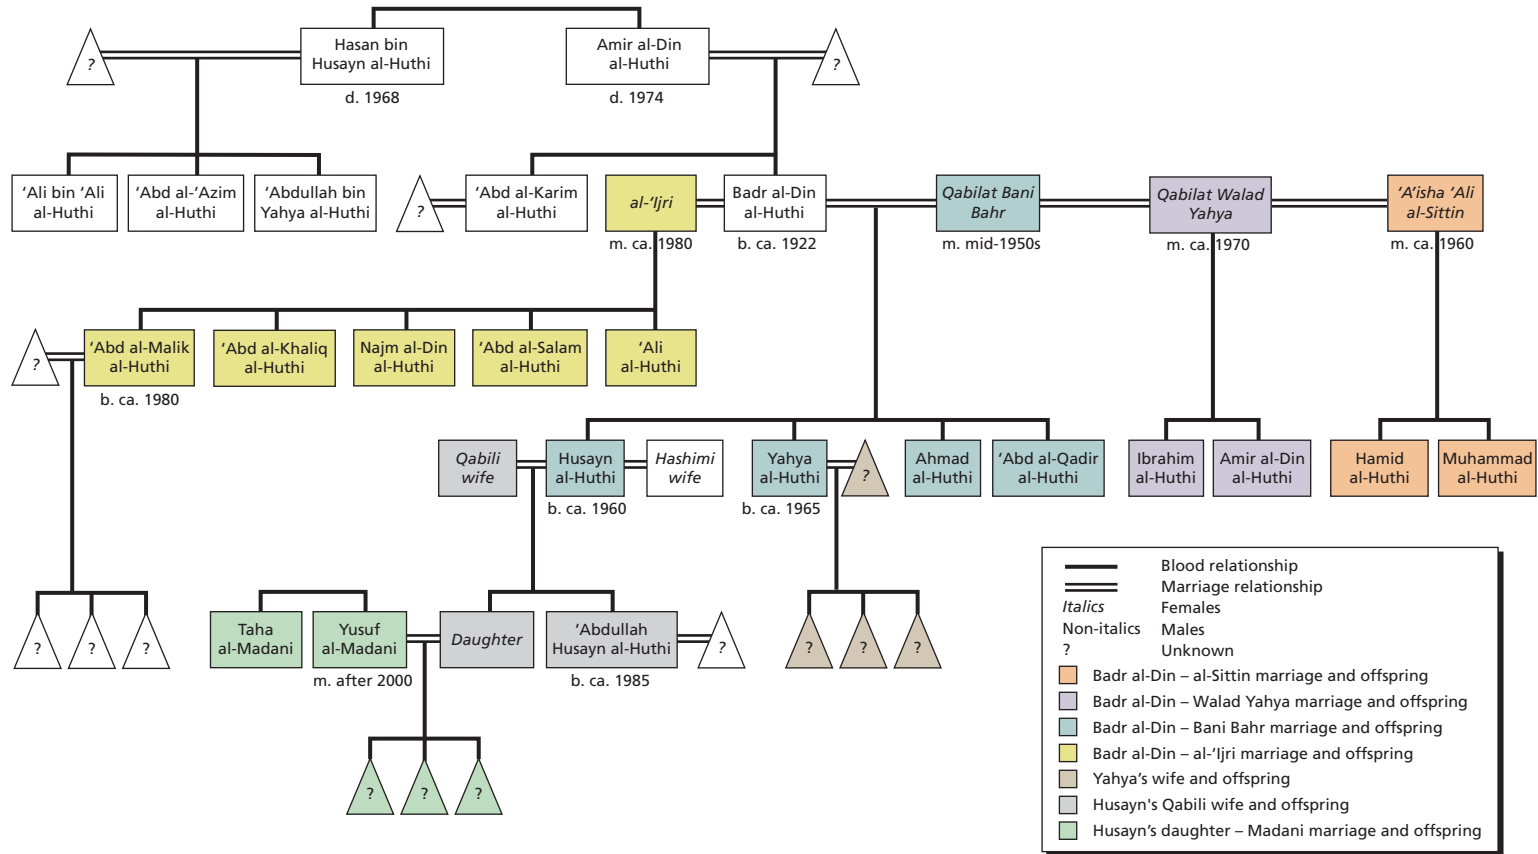 Hasan bin
Husayn al-Huthi
d. 1968
Amir al-Din
al-Huthi
d. 1974
?
?
‘Ali bin ‘Ali
al-Huthi
‘Abd al-‘Azim
al-Huthi
‘Abdullah bin
Yahya al-Huthi
?
‘Abd al-Karim
al-Huthi
al-‘Ijri
m. ca. 1980
Badr al-Din
al-Huthi
b. ca. 1922
Qabilat Bani
Bahr
m. mid-1950s
Qabilat Walad
Yahya
m. ca. 1970
‘A’isha ‘Ali
al-Sittin
m. ca. 1960
?
‘Abd al-Malik
al-Huthi
b. ca. 1980
‘Abd al-Khaliq
al-Huthi
Najm al-Din
al-Huthi
‘Abd al-Salam
al-Huthi
‘Ali
al-Huthi
Qabili
wife
Husayn
al-Huthi
b. ca. 1960
Hashimi
wife
Yahya
al-Huthi
b. ca. 1965
?
Ahmad
al-Huthi
‘Abd al-Qadir
al-Huthi
Ibrahim
al-Huthi
Amir al-Din
al-Huthi
Hamid
al-Huthi
Muhammad
al-Huthi
?
?
?
Taha
al-Madani
Yusuf
al-Madani
m. after 2000
Daughter
‘Abdullah
Husayn al-Huthi
b. ca. 1985
?
?
?
?
?
?
?
Blood relationship
Marriage relationship
Italics Females
Non-italics Males
? Unknown
Badr al-Din – al-Sittin marriage and offspring
Badr al-Din – Walad Yahya marriage and offspring
Badr al-Din – Bani Bahr marriage and offspring
Badr al-Din – al-‘Ijri marriage and offspring
Yahya’s wife and offspring
Husayn's Qabili wife and offspring
Husayn’s daughter – Madani marriage and offspring